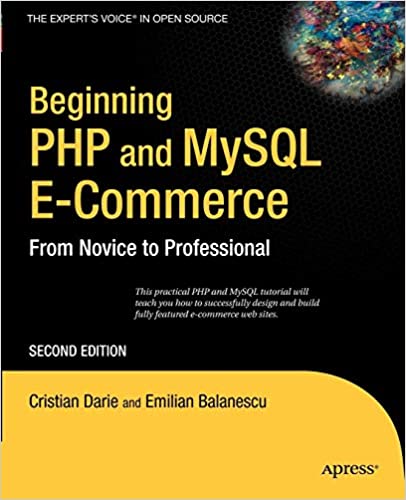 THE EXPERT'S VOICE® IN OPEN SOURCE
Beginning
PHP and MySQL
E-Commerce
From Novice to Professional
This practical PHP and MySQL tutorial will
teach you how to successfully design and build
fully featured e-commerce web sites.
SECOND EDITION
Cristian Darie and Emilian Balanescu
Apress®